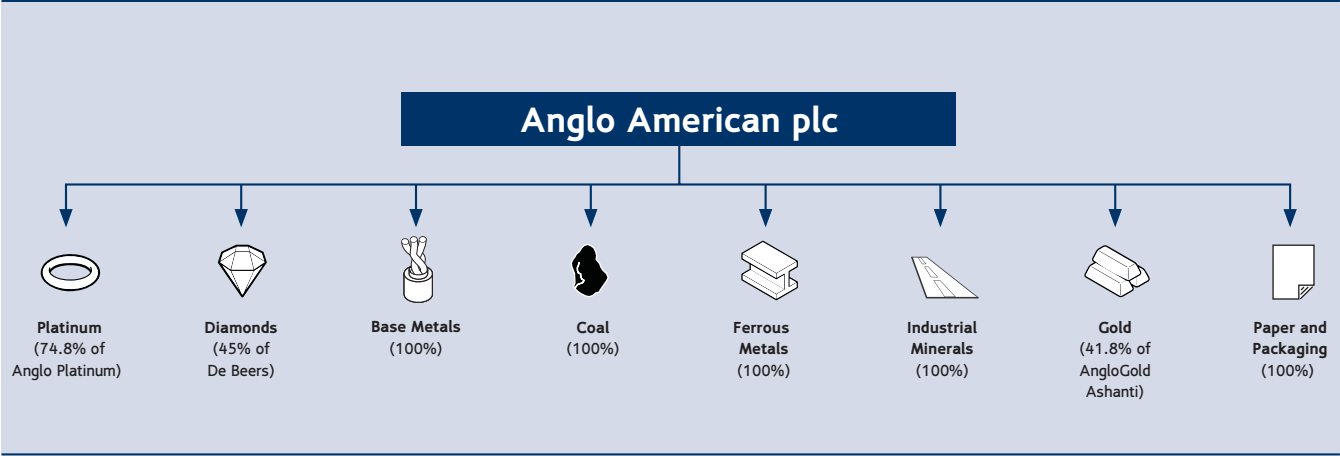 Anglo American plc
Platinum
(74.8% of
Anglo Platinum)
Diamonds
(45% of
De Beers)
Base Metals
(100%)
Coal
(100%)
Ferrous
Metals
(100%)
Industrial
Minerals
(100%)
Gold
(41.8% of
AngloGold
Ashanti)
Paper and
Packaging
(100%)